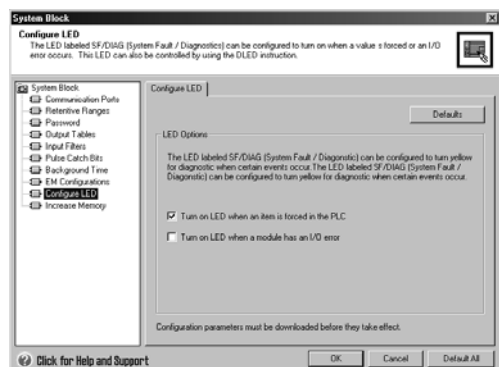 System Block
Configure LED
The LED labeled SF/DIAG (System Fault / Diagnostics) can be configured to turn on when a value s forced or an I/O
error occurs. This LED can also be controlled by using the DLED instruction.
System Block
Communication Ports
Retentive Ranges
Password
Output Tables
Input Filters
Pulse Catch Bits
Background Time
EM Configurations
Configure LED
Increase Memory
Configure LED
Defaults
LED Options
The LED labeled SF/DIAG (System Fault / Diagonstic) can be configured to turn yellow
for diagnostic when certain events occur.The LED labeled SF/DIAG (System Fault /
Diagonstic) can be configured to turn yellow for diagnostic when certain events occur.
Turn on LED when an item is forced in the PLC
Turn on LED when a module has an I/O error
Configuration parameters must be downloaded before they take effect.
Click for Help and Support
OK
Cancel
Default All